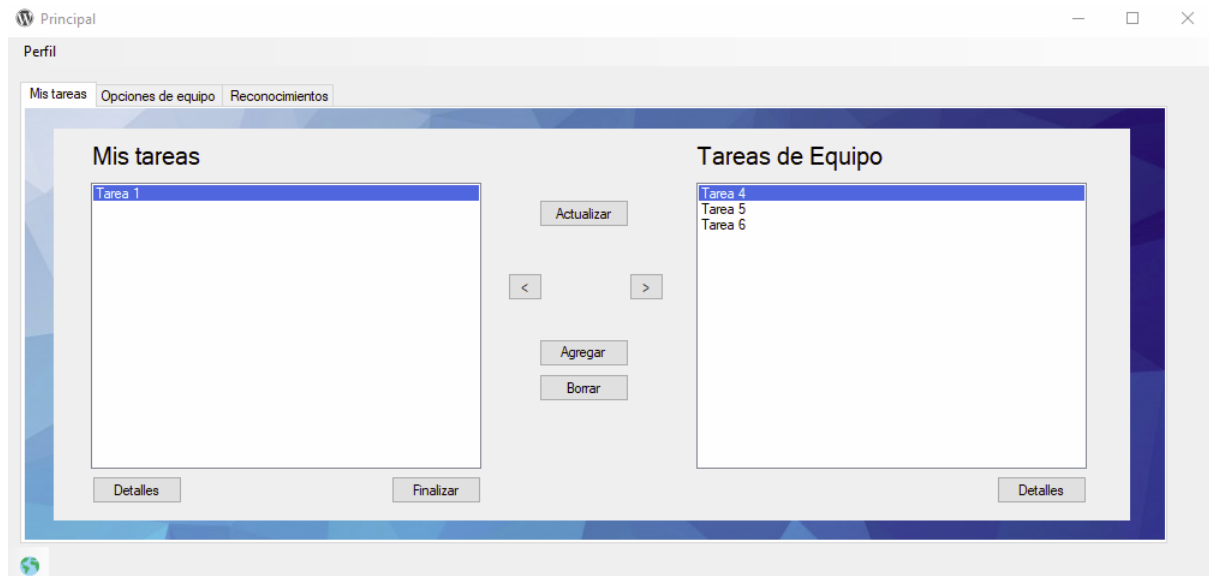 Principal
Perfil
Mis tareas Opciones de equipo Reconocimientos
Mis tareas
Tarea 1
Detalles
Finalizar
Actualizar
<
>
Agregar
Borrar
Tareas de Equipo
Tarea 4
Tarea 5
Tarea 6
Detalles